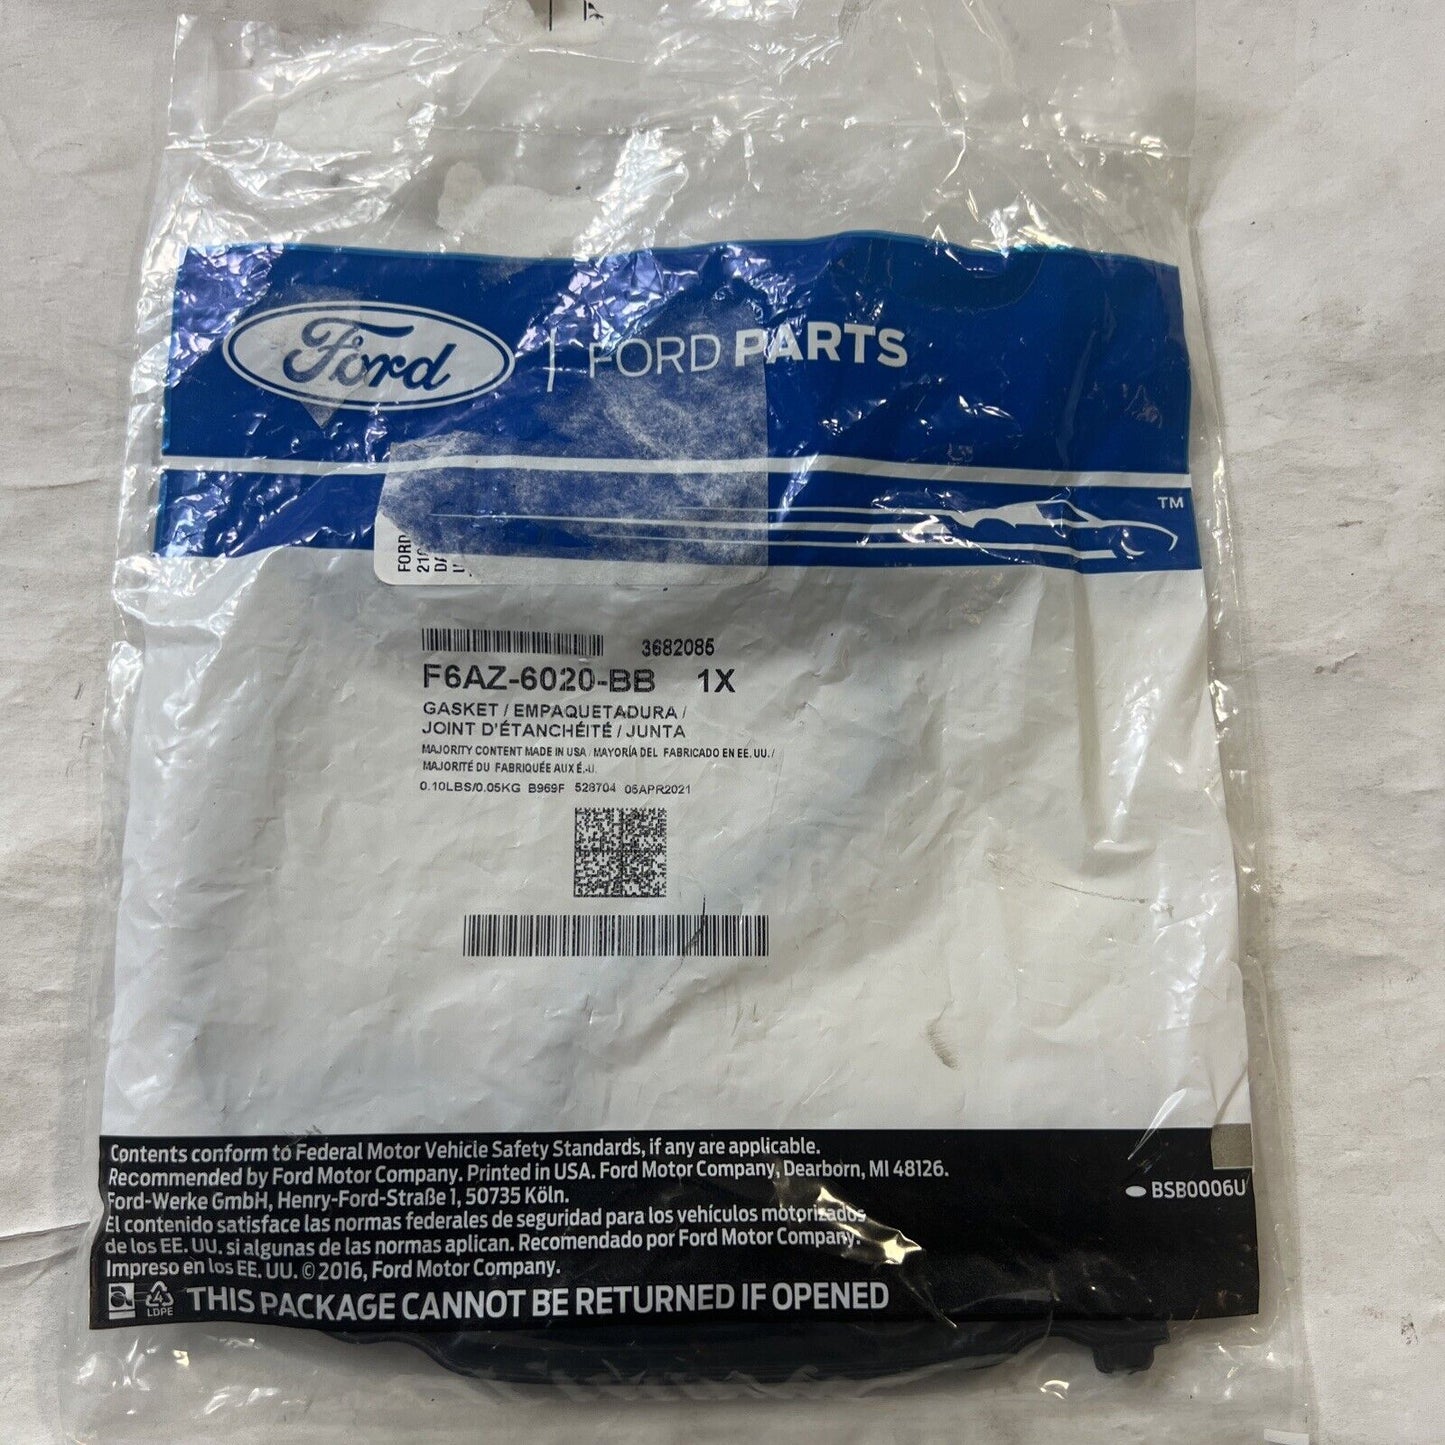 Ford | FORD PARTS
TM
FORD
3682085
F6AZ-6020-BB 1X
GASKET / EMPAQUETADURA /
JOINT D'ÉTANCHÉITÉ / JUNTA
MAJORITY CONTENT MADE IN USA / MAYORÍA DEL FABRICADO EN EE. UU. /
MAJORITÉ DU FABRIQUÉE AUX É.-U.
0.10LBS/0.05KG B969F 528704 05APR2021
Contents conform to Federal Motor Vehicle Safety Standards, if any are applicable.
Recommended by Ford Motor Company. Printed in USA. Ford Motor Company, Dearborn, MI 48126.
Ford-Werke GmbH, Henry-Ford-Straße 1, 50735 Köln.
BSB0006U
El contenido satisface las normas federales de seguridad para los vehículos motorizados
de los EE. UU. si algunas de las normas aplican. Recomendado por Ford Motor Company.
Impreso en los EE. UU. © 2016, Ford Motor Company.
4
LDPE
THIS PACKAGE CANNOT BE RETURNED IF OPENED